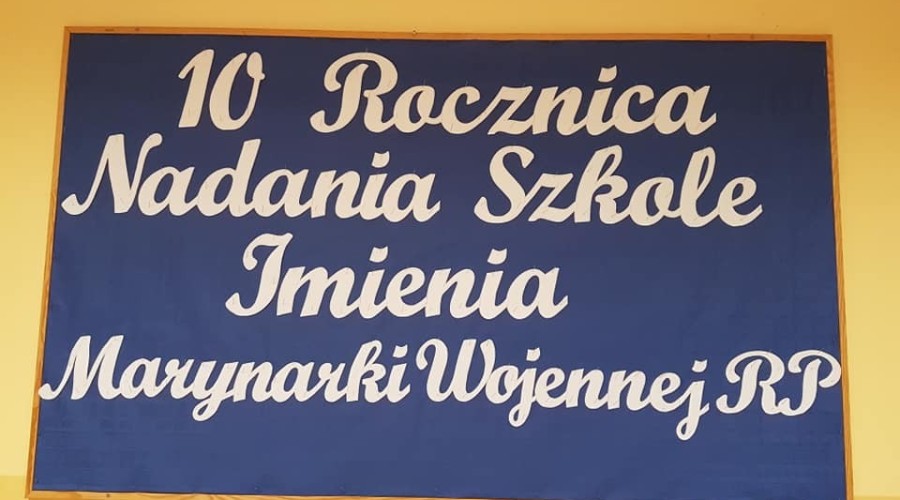 10 Rocznica
Nadania Szkole
Imienia
Marynarki Wojennej RP